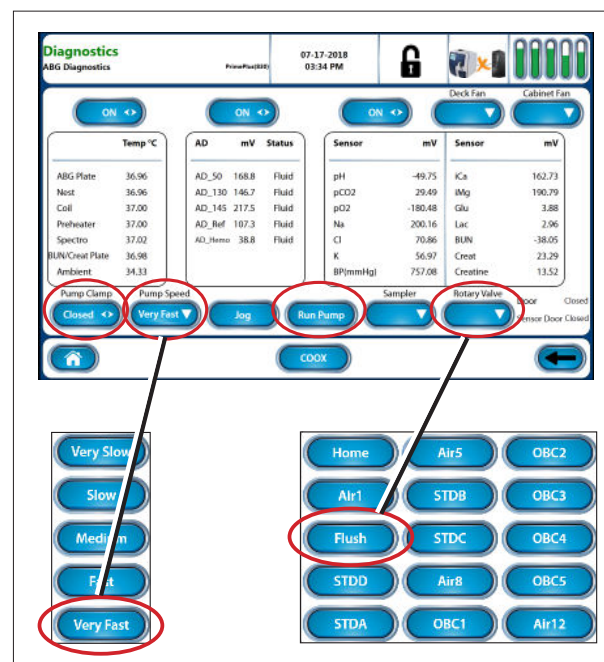 Diagnostics
ABG Diagnostics
PrimePlus(830)
07-17-2018
03:34 PM
Deck Fan
Cabinet Fan
ON <>
ON <>
ON <>
Temp °C
AD mV Status
Sensor mV
Sensor mV
ABG Plate 36.96
Nest 36.96
Coil 37.00
Preheater 37.00
Spectro 37.02
BUN/Creat Plate 36.98
Ambient 34.33
AD_50 168.8 Fluid
AD_130 146.7 Fluid
AD_145 217.5 Fluid
AD_Ref 107.3 Fluid
AD_Hemo 38.8 Fluid
pH -49.75
pCO2 29.49
pO2 -180.48
Na 200.16
Cl 70.86
K 56.97
BP(mmHg) 757.08
iCa 162.73
iMg 190.79
Glu 3.88
Lac 2.96
BUN -38.05
Creat 23.29
Creatine 13.52
Pump Clamp
Pump Speed
Sampler
Rotary Valve
Door Closed
Sensor Door Closed
Closed <>
Very Fast
Jog
Run Pump
COOX
Very Slow
Slow
Medium
Fast
Very Fast
Home Air5 OBC2
AIr1 STDB OBC3
Flush STDC OBC4
STDD Air8 OBC5
STDA OBC1 Air12